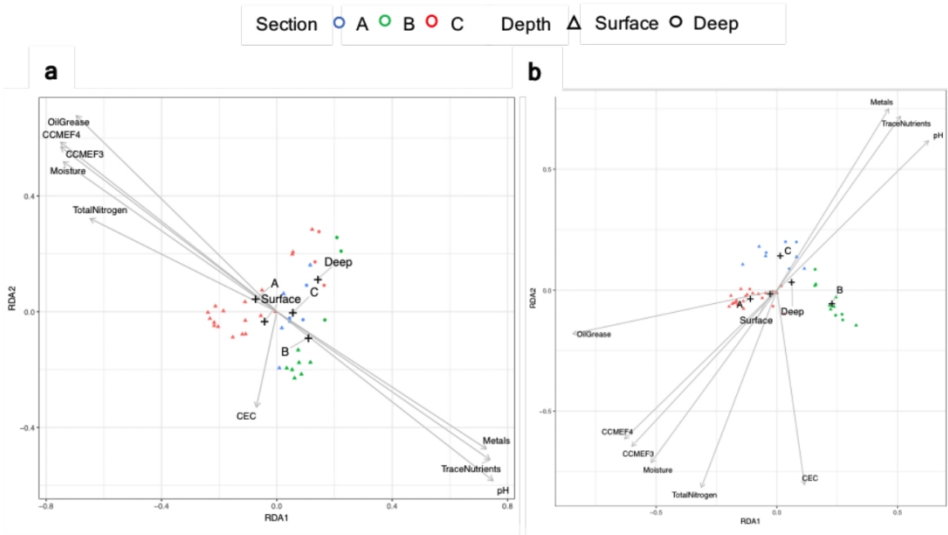 Section A B C Depth Surface Deep
a
b
OilGrease
CCMEF4
CCMEF3
Moisture
TotalNitrogen
A
Surface
Deep
C
B
CEC
Metals
TraceNutrients
pH
0.4
0.0
−0.4
RDA2
−0.8
−0.4
0.0
0.4
0.8
RDA1
Metals
TraceNutrients
pH
C
B
A
Deep
Surface
OilGrease
CCMEF4
CCMEF3
Moisture
TotalNitrogen
CEC
0.5
0.0
−0.5
RDA2
−0.5
0.0
0.5
RDA1